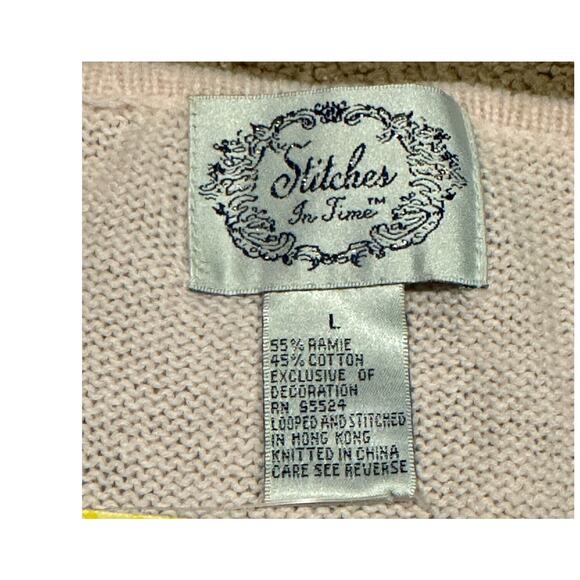 Stitches
In Time™
L
55% RAMIE
45% COTTON
EXCLUSIVE OF
DECORATION
RN 95524
LOOPED AND STITCHED
IN HONG KONG
KNITTED IN CHINA
CARE SEE REVERSE